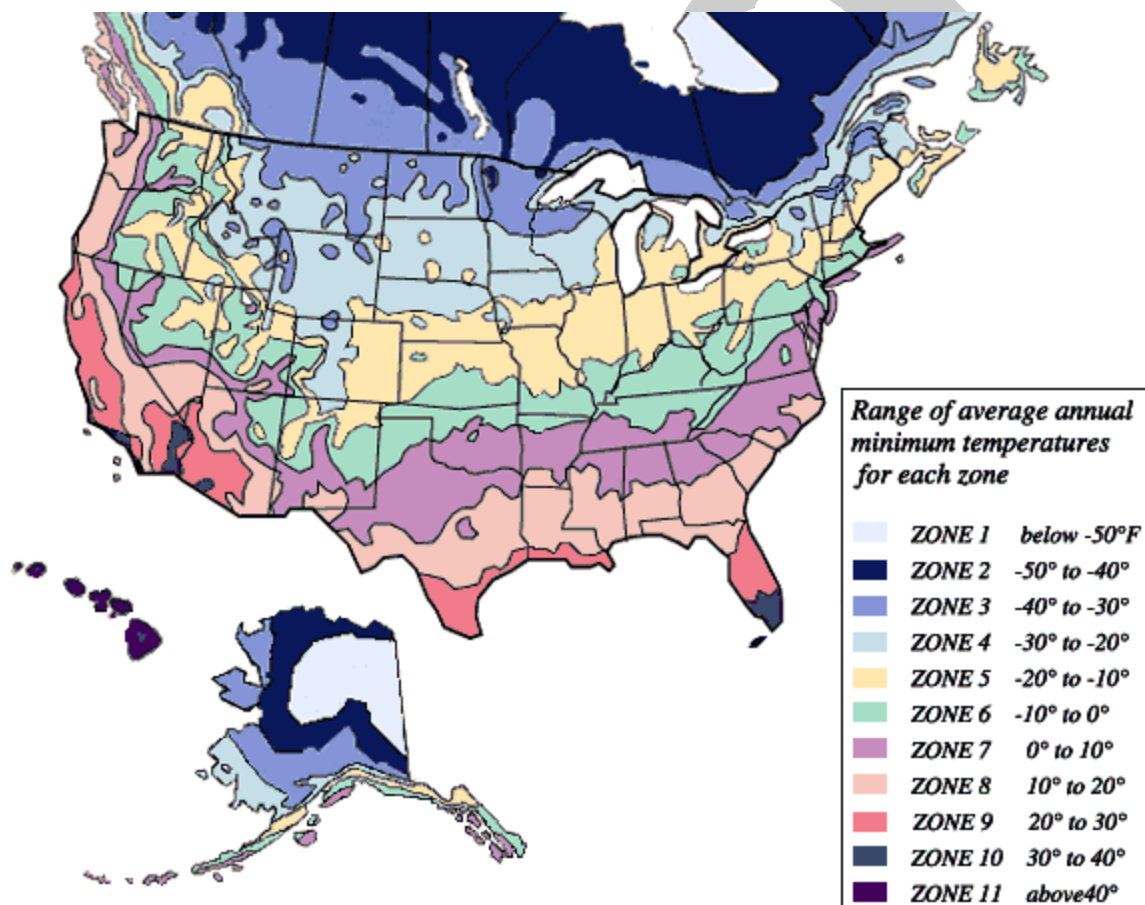 Range of average annual
minimum temperatures
for each zone
ZONE 1 below -50°F
ZONE 2 -50° to -40°
ZONE 3 -40° to -30°
ZONE 4 -30° to -20°
ZONE 5 -20° to -10°
ZONE 6 -10° to 0°
ZONE 7 0° to 10°
ZONE 8 10° to 20°
ZONE 9 20° to 30°
ZONE 10 30° to 40°
ZONE 11 above40°